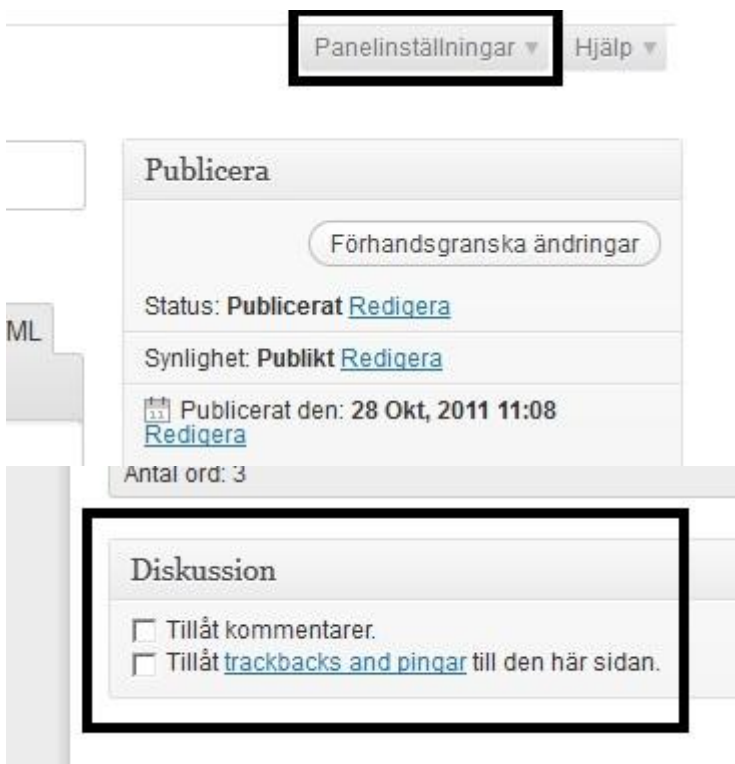 Panelinställningar Hjälp
Publicera
Förhandsgranska ändringar
Status: Publicerat Redigera
ML
Synlighet: Publikt Redigera
11 Publicerat den: 28 Okt, 2011 11:08
Redigera
Antal ord: 3
Diskussion
Tillåt kommentarer.
Tillåt trackbacks and pingar till den här sidan.